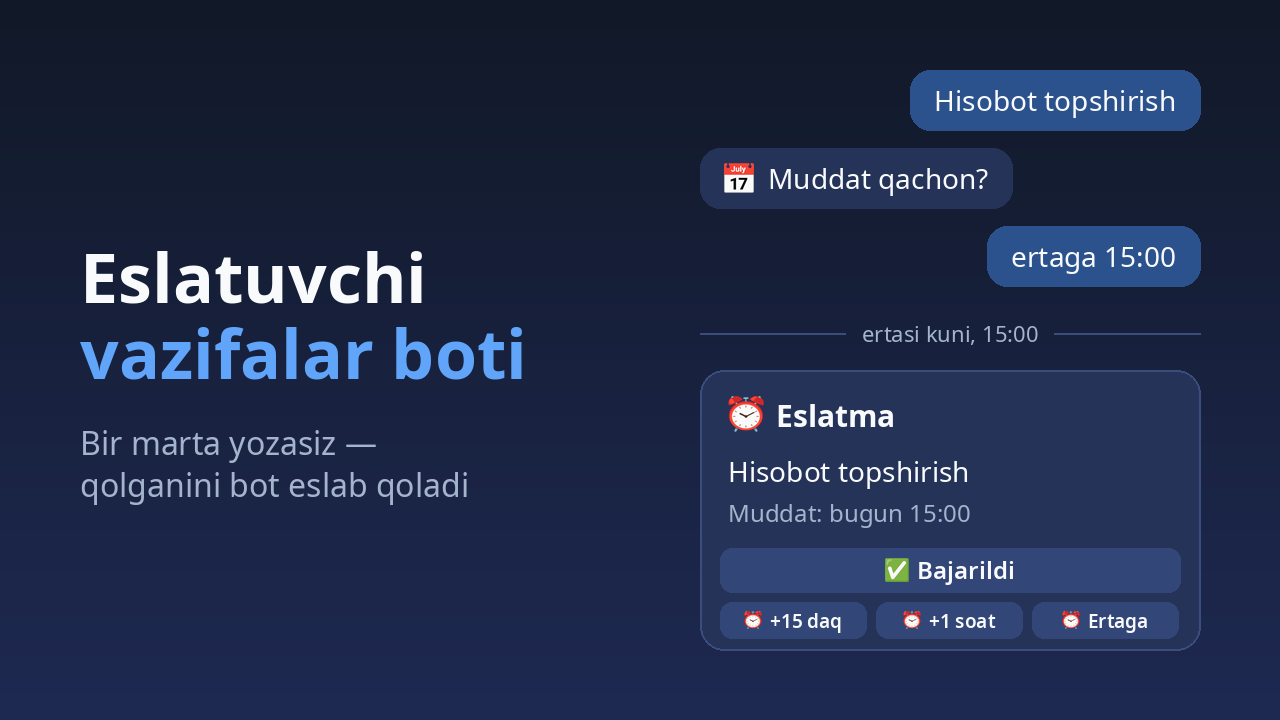 Eslatuvchi
vazifalar boti
Bir marta yozasiz —
qolganini bot eslab qoladi
Hisobot topshirish
📅 Muddat qachon?
ertaga 15:00
ertasi kuni, 15:00
⏰ Eslatma
Hisobot topshirish
Muddat: bugun 15:00
✅ Bajarildi
⏰ +15 daq
⏰ +1 soat
⏰ Ertaga